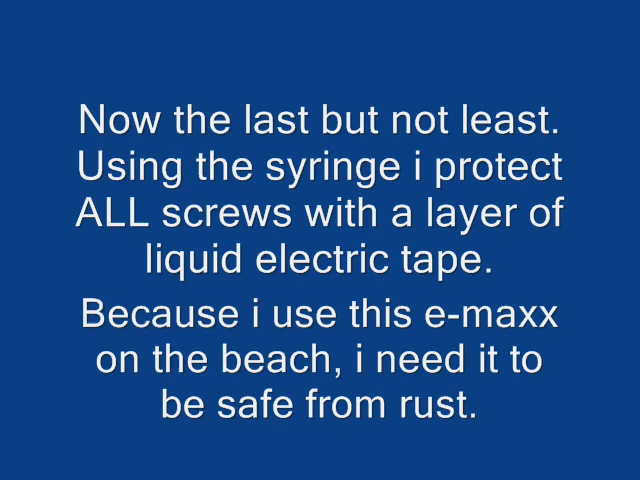 Now the last but not least.
Using the syringe i protect
ALL screws with a layer of
liquid electric tape.
Because i use this e-maxx
on the beach, i need it to
be safe from rust.